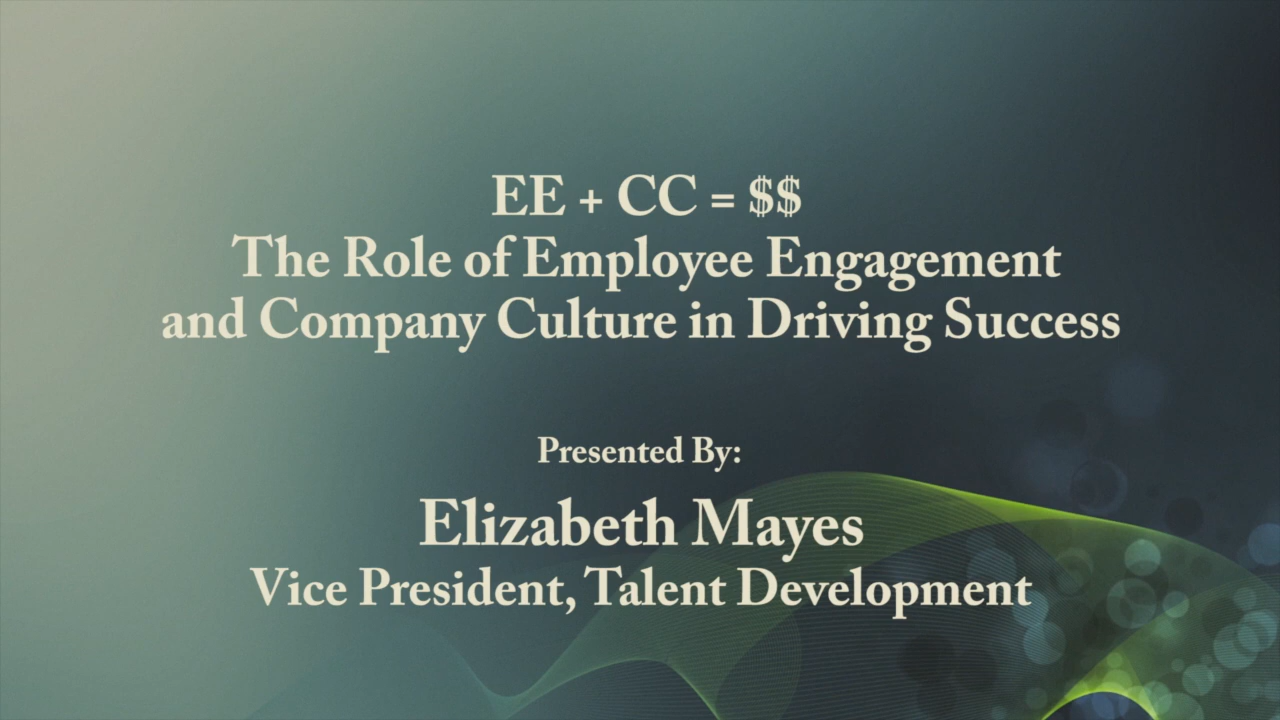 EE + CC = $$
The Role of Employee Engagement
and Company Culture in Driving Success
Presented By:
Elizabeth Mayes
Vice President, Talent Development